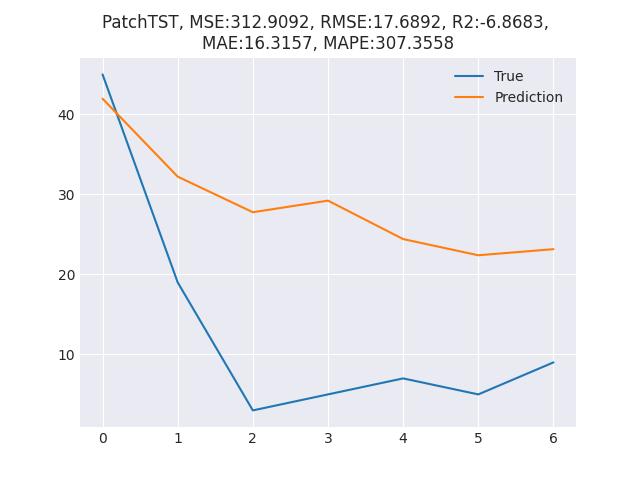 PatchTST, MSE:312.9092, RMSE:17.6892, R2:-6.8683,
MAE:16.3157, MAPE:307.3558
True
Prediction
40
30
20
10
0 1 2 3 4 5 6